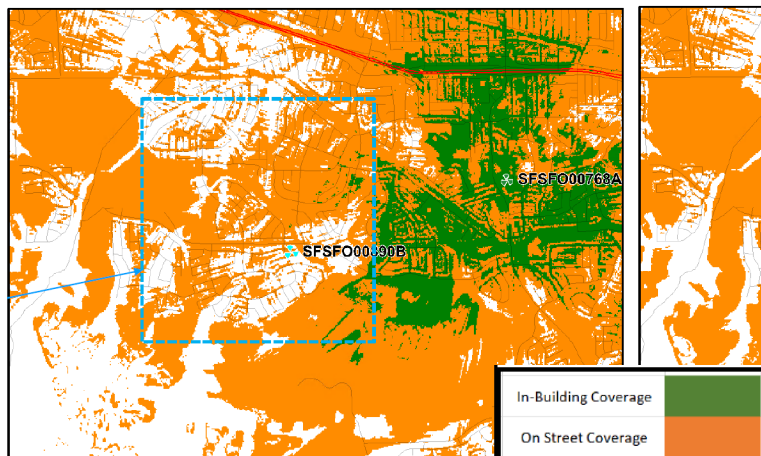 SFSFO00768A
SFSFO00890B
In-Building Coverage
On Street Coverage